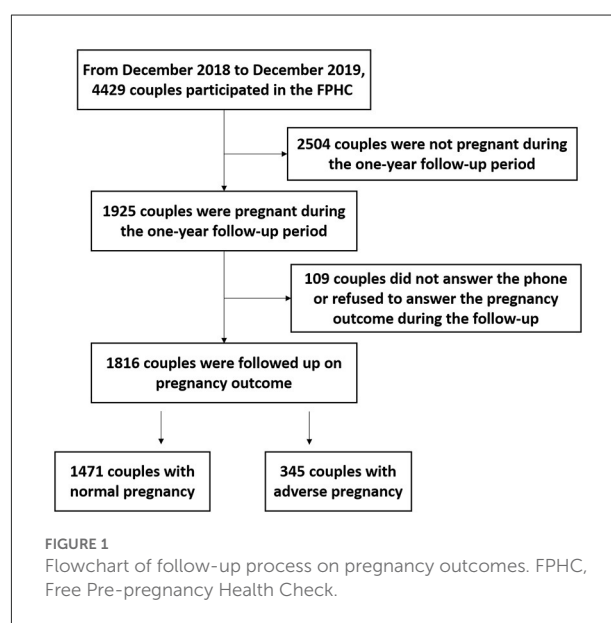 From December 2018 to December 2019,
4429 couples participated in the FPHC
2504 couples were not pregnant during
the one-year follow-up period
1925 couples were pregnant during
the one-year follow-up period
109 couples did not answer the phone
or refused to answer the pregnancy
outcome during the follow-up
1816 couples were followed up on
pregnancy outcome
1471 couples with
normal pregnancy
345 couples with
adverse pregnancy
FIGURE 1
Flowchart of follow-up process on pregnancy outcomes. FPHC,
Free Pre-pregnancy Health Check.